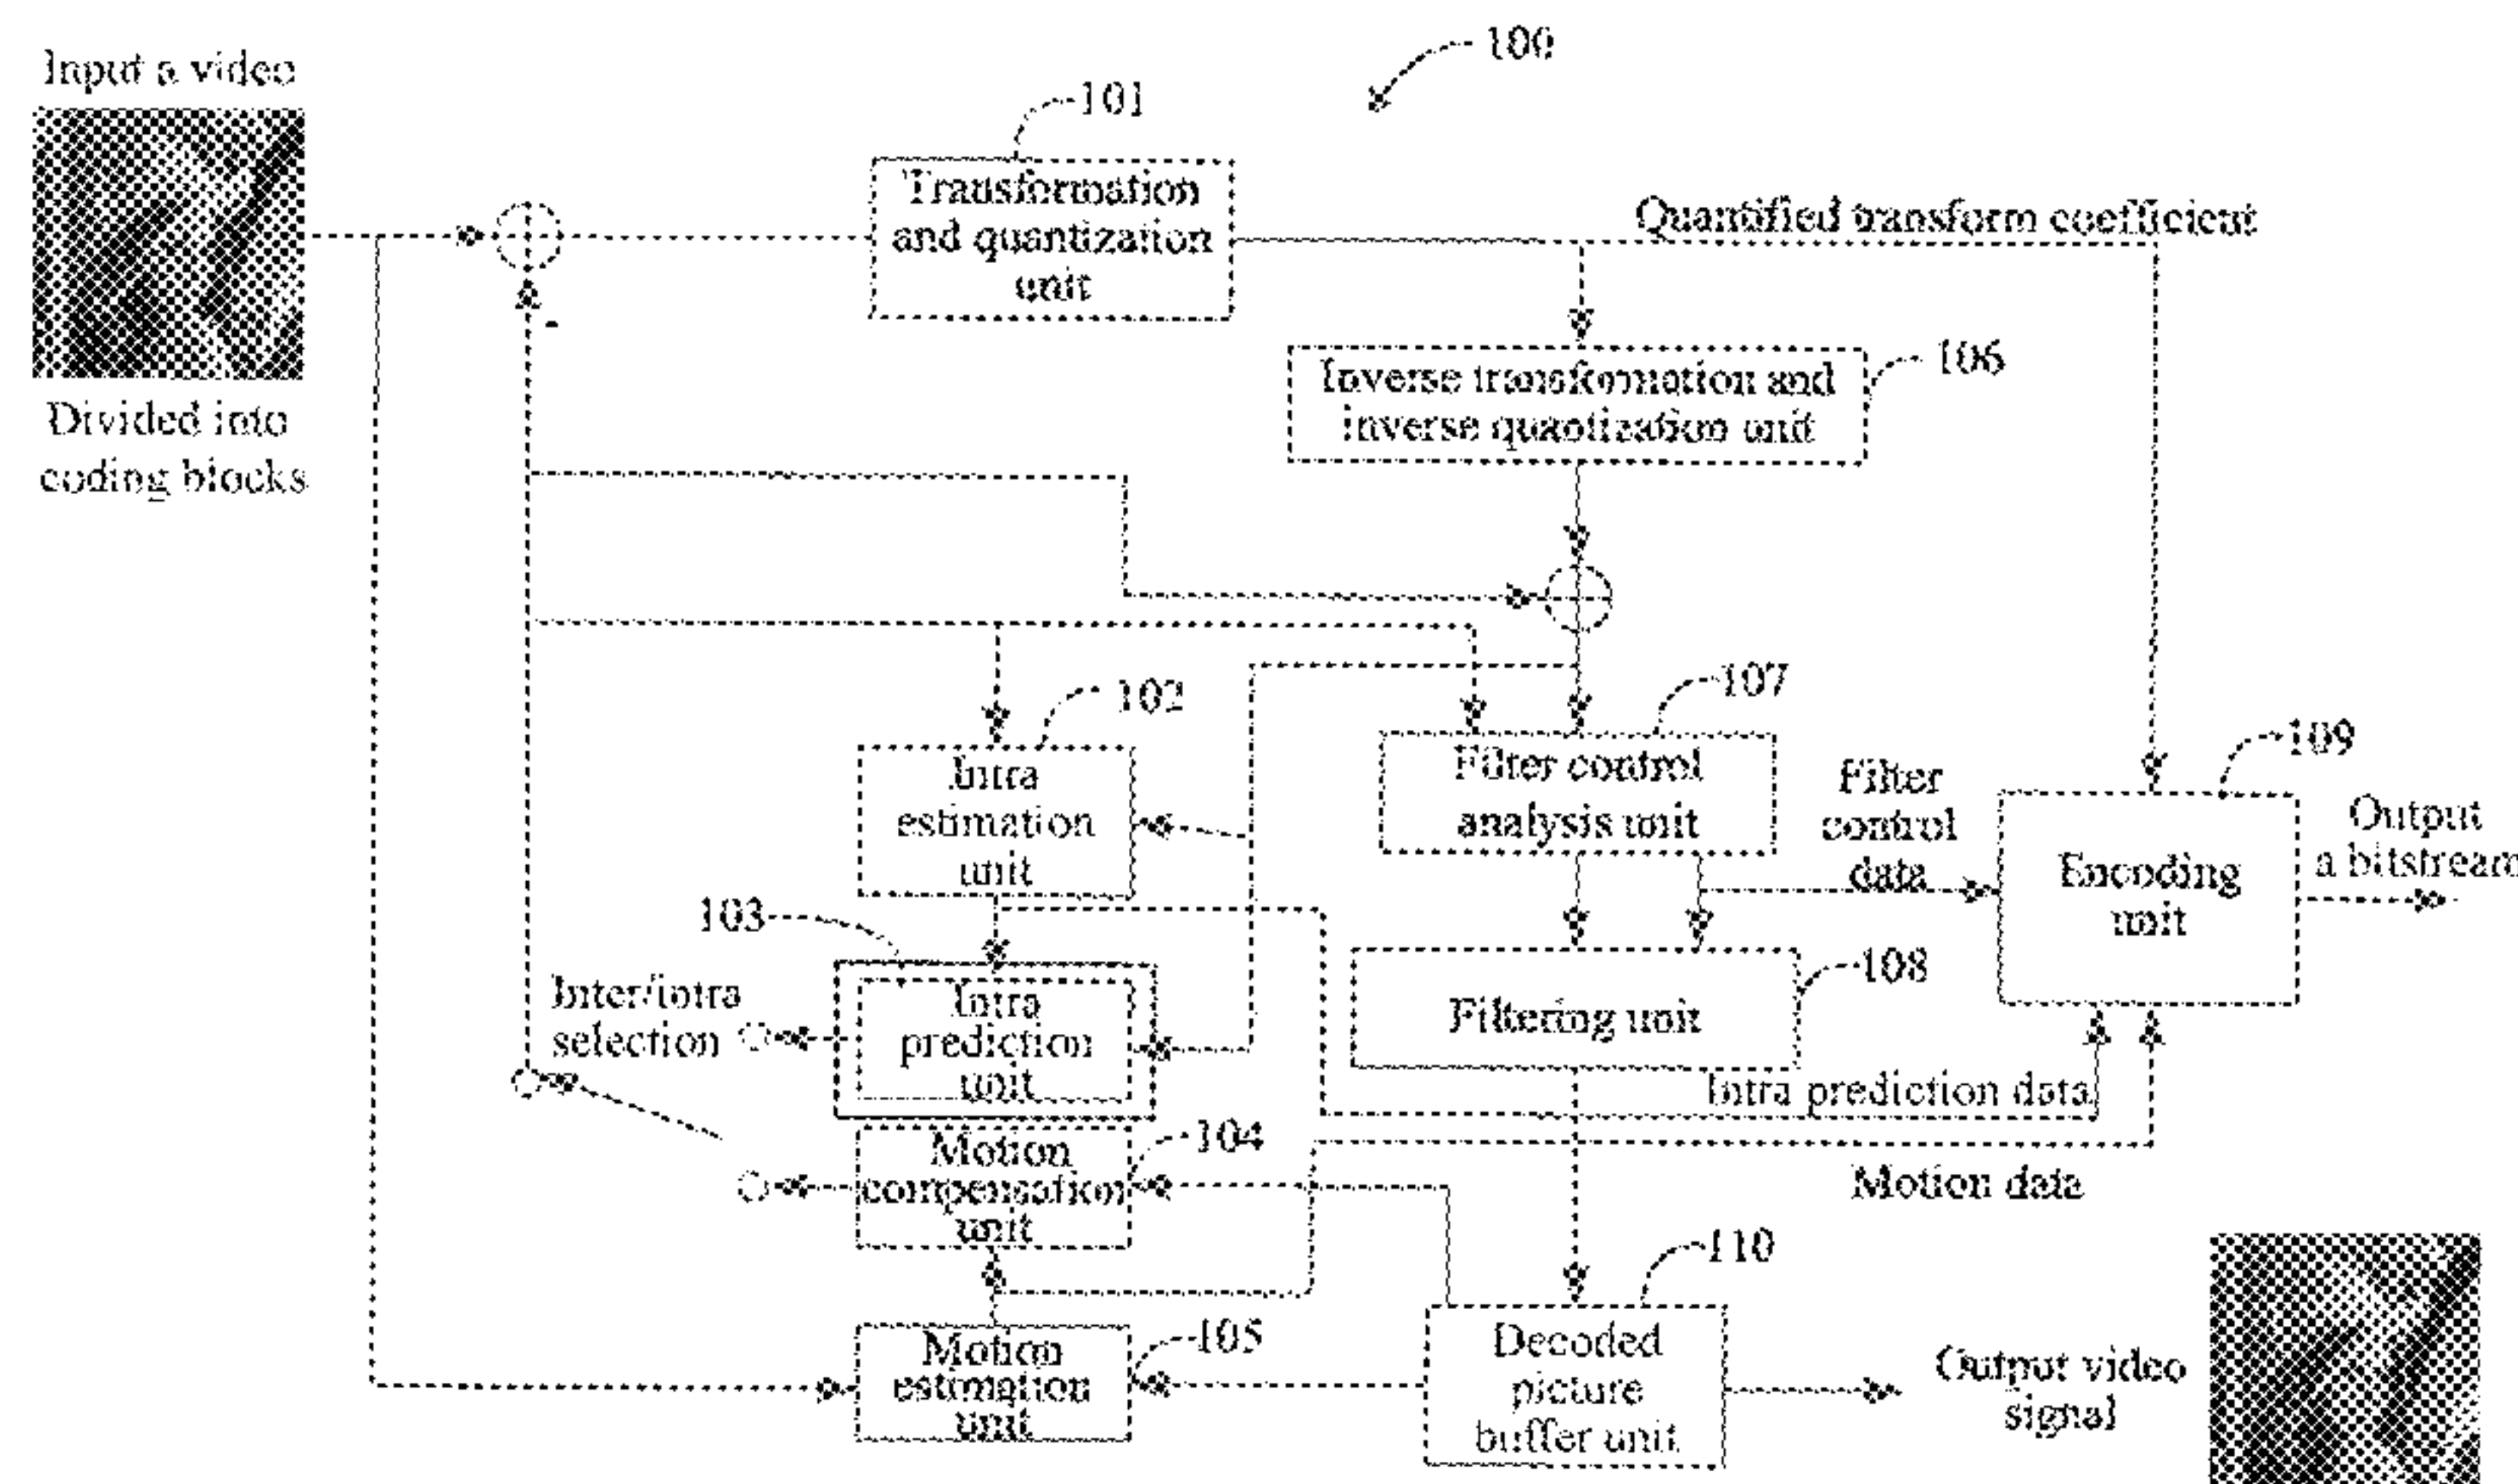 100
Input a video
101
Transformation
and quantization
unit
Quantified transform coefficient
106
Inverse transformation and
inverse quantization unit
Divided into
coding blocks
-
102
107
109
Intra
estimation
unit
Filter control
analysis unit
Filter
control
data
Encoding
unit
Output
a bitstream
103
108
Inter/intra
selection
Intra
prediction
unit
Filtering unit
Intra prediction data
104
Motion
compensation
unit
Motion data
110
105
Motion
estimation
unit
Decoded
picture
buffer unit
Output video
signal